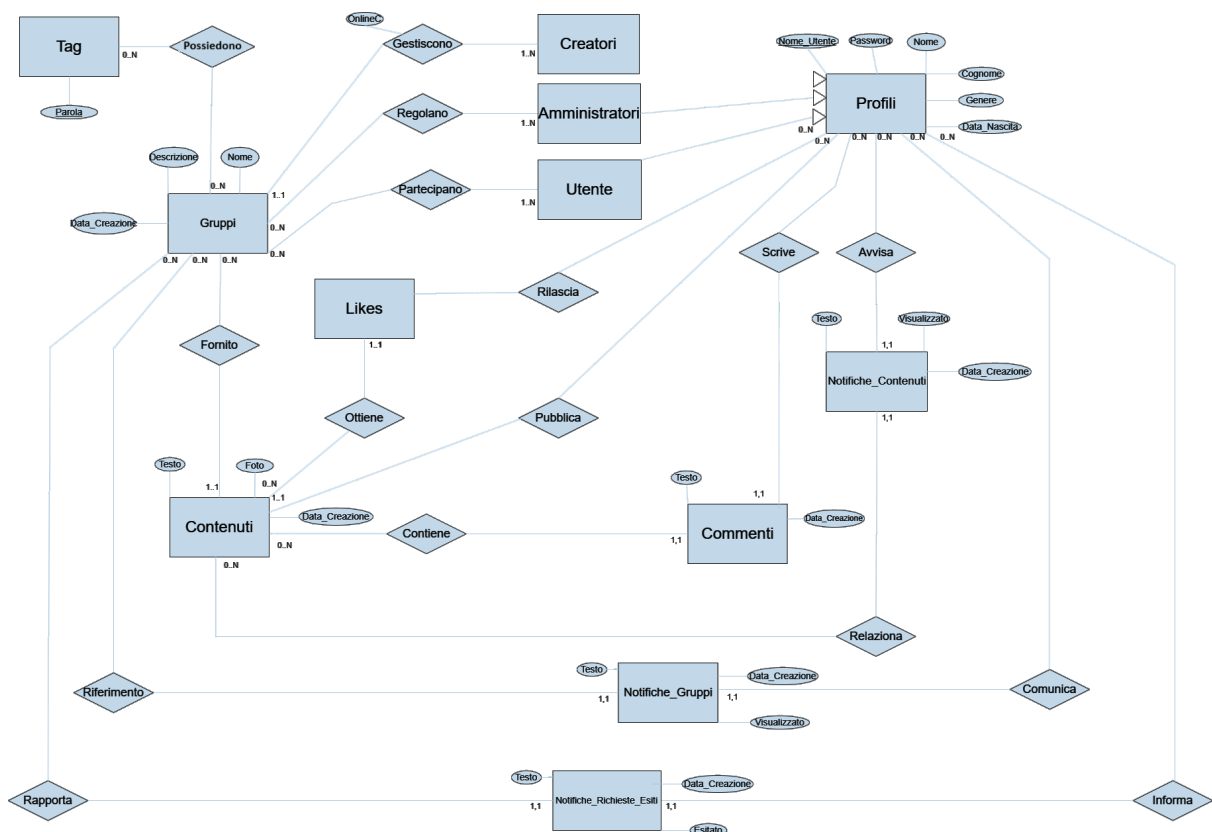 OnlineC
Tag
Possiedono
Gestiscono
Creatori
0..N
1..N
Nome_Utente
Password
Nome
Cognome
Profili
Genere
Data_Nascita
Parola
Regolano
Amministratori
1..N
0..N
0..N
0..N
0..N
0..N
0..N
0..N
Descrizione
Nome
0..N
1..1
Partecipano
Utente
1..N
Data_Creazione
Gruppi
0..N
0..N
0..N
0..N
0..N
Scrive
Avvisa
Likes
Rilascia
1..1
Fornito
Testo
Visualizzato
1,1
Notifiche_Contenuti
Data_Creazione
1,1
Ottiene
Pubblica
Testo
Foto
0..N
1..1
1..1
Contenuti
Data_Creazione
0..N
0..N
Contiene
Testo
1,1
Commenti
Data_Creazione
1,1
Relaziona
Riferimento
Testo
Data_Creazione
1,1
Notifiche_Gruppi
1,1
Visualizzato
Comunica
Rapporta
Testo
Data_Creazione
1,1
Notifiche_Richieste_Esiti
1,1
Esitato
Informa